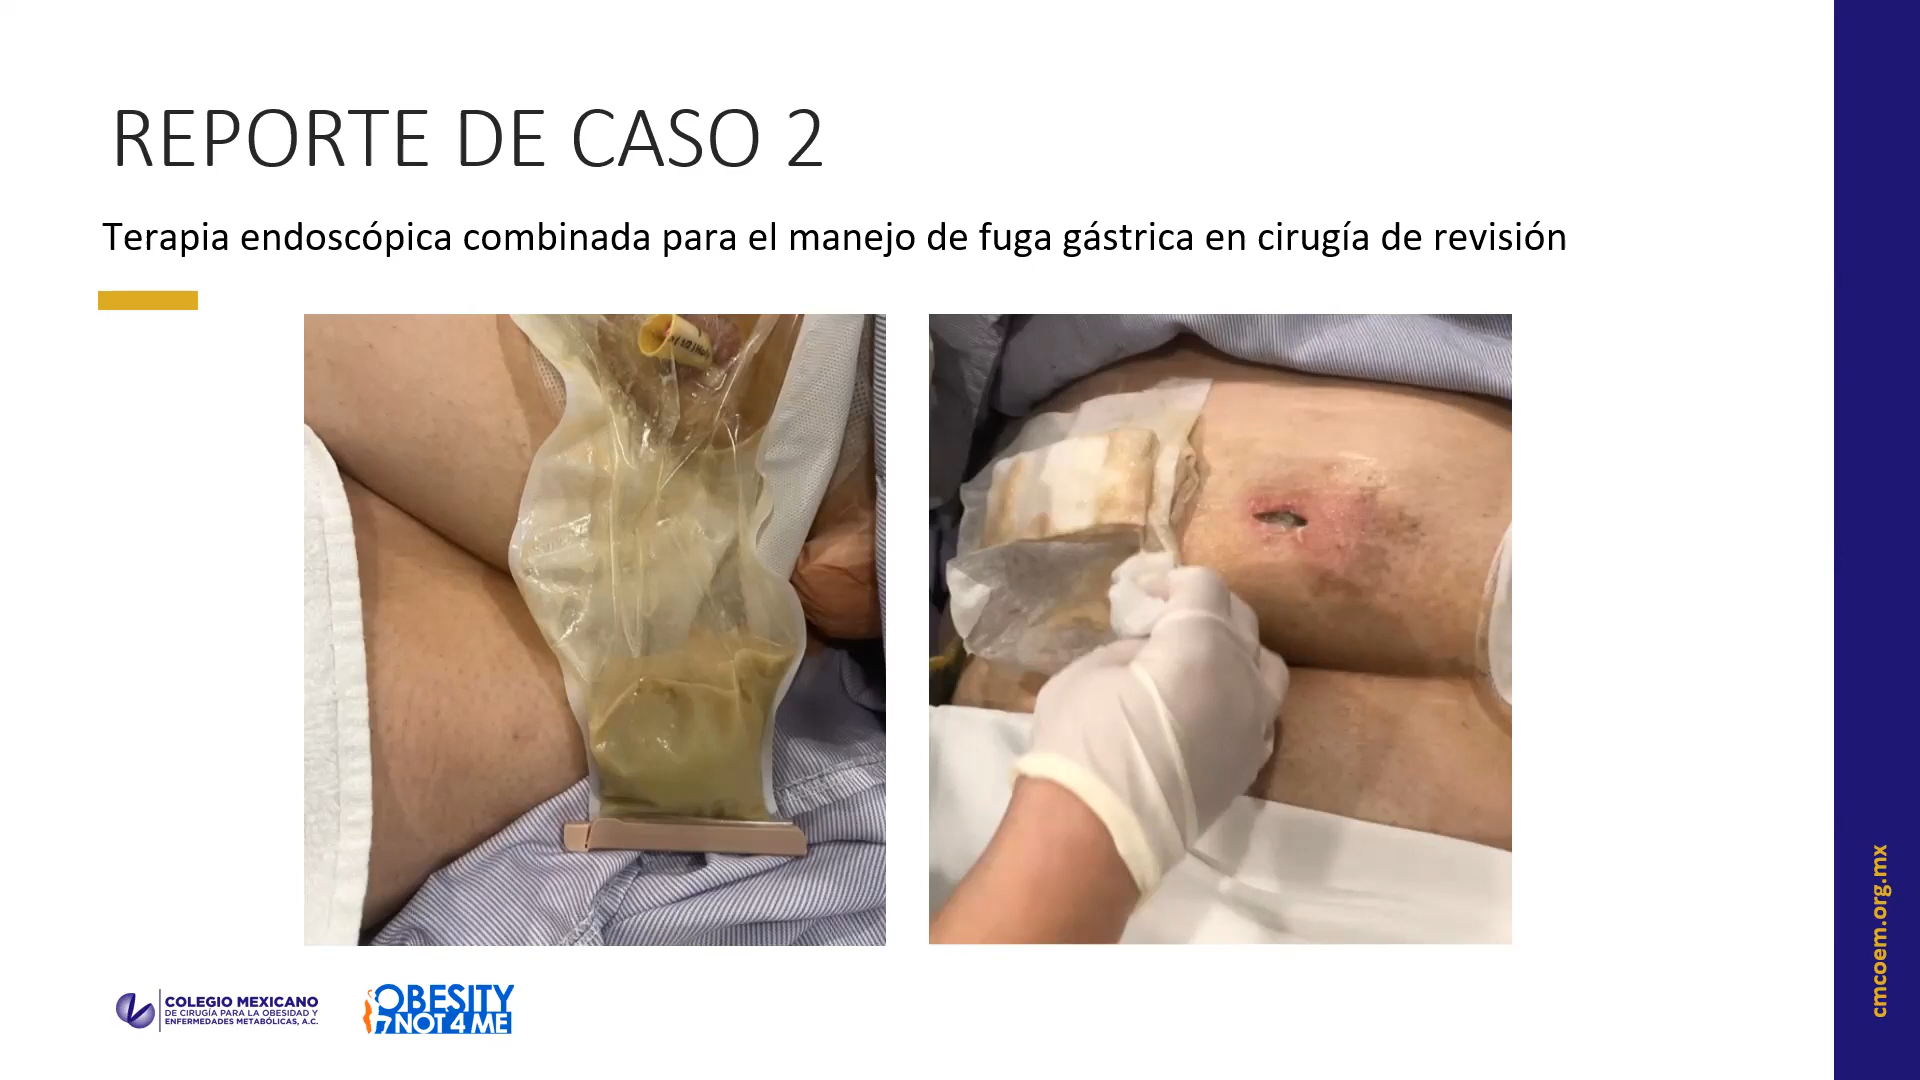 REPORTE DE CASO 2
Terapia endoscópica combinada para el manejo de fuga gástrica en cirugía de revisión
COLEGIO MEXICANO
DE CIRUGÍA PARA LA OBESIDAD Y
ENFERMEDADES METABÓLICAS, A.C.
OBESITY
NOT 4 ME
cmcoem.org.mx